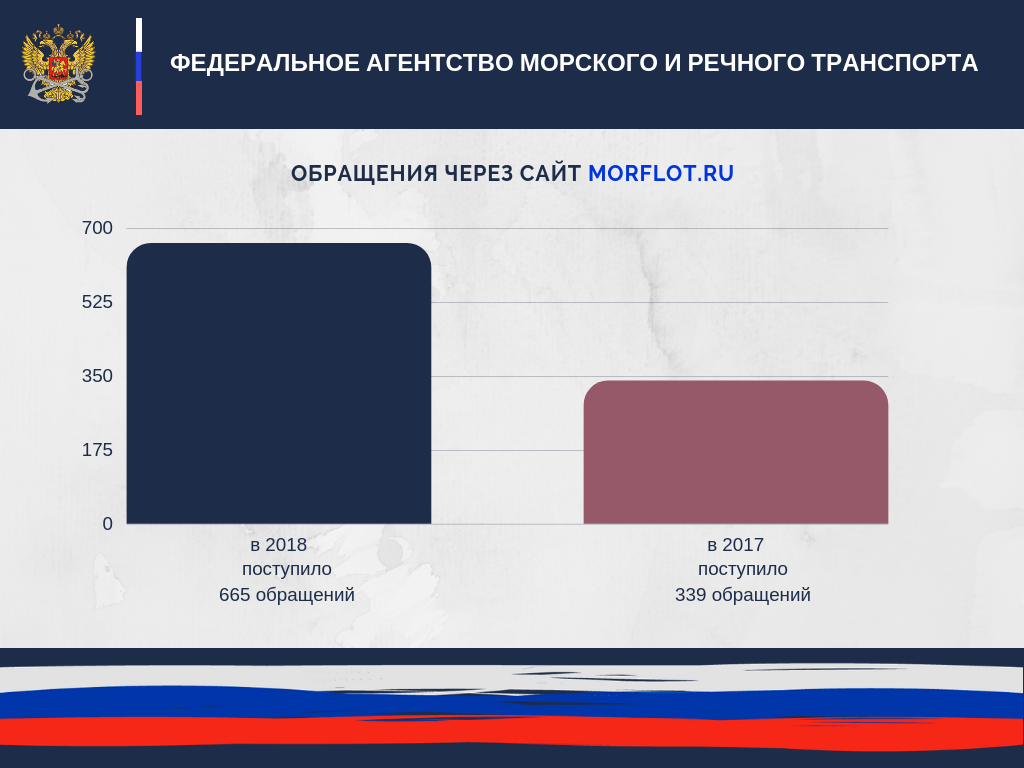 ФЕДЕРАЛЬНОЕ АГЕНТСТВО МОРСКОГО И РЕЧНОГО ТРАНСПОРТА
ОБРАЩЕНИЯ ЧЕРЕЗ САЙТ MORFLOT.RU
700
525
350
175
0
в 2018
поступило
665 обращений
в 2017
поступило
339 обращений